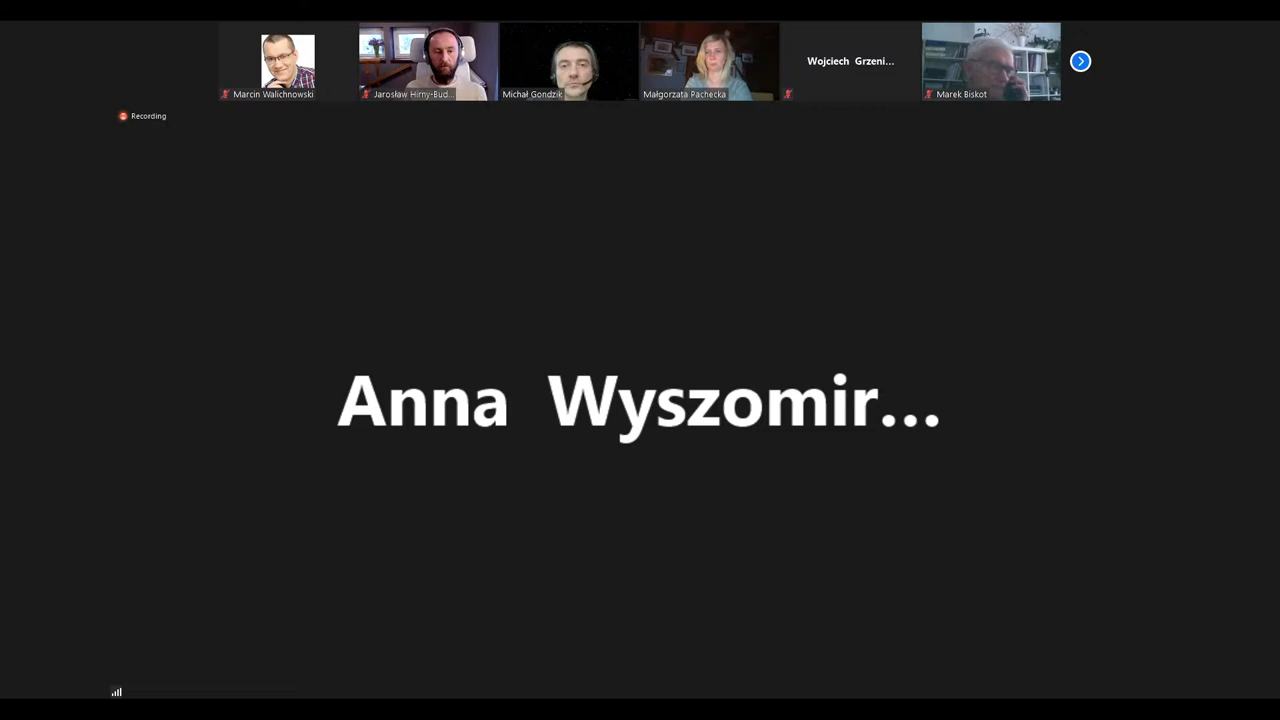 Wojciech Grzeni...
Marcin Walichnowski
Jarosław Hirny-Bud...
Michał Gondzik
Małgorzata Pachecka
Marek Biskot
Recording
Anna Wyszomir...